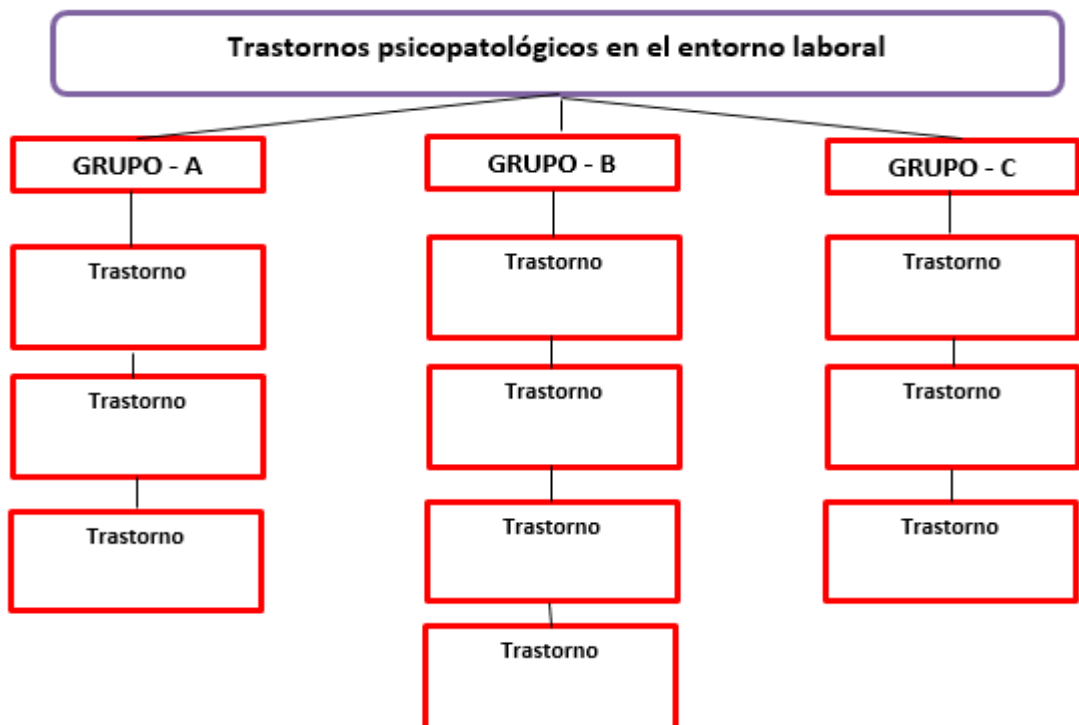 Trastornos psicopatológicos en el entorno laboral
GRUPO - A
GRUPO - B
GRUPO - C
Trastorno
Trastorno
Trastorno
Trastorno
Trastorno
Trastorno
Trastorno
Trastorno
Trastorno
Trastorno